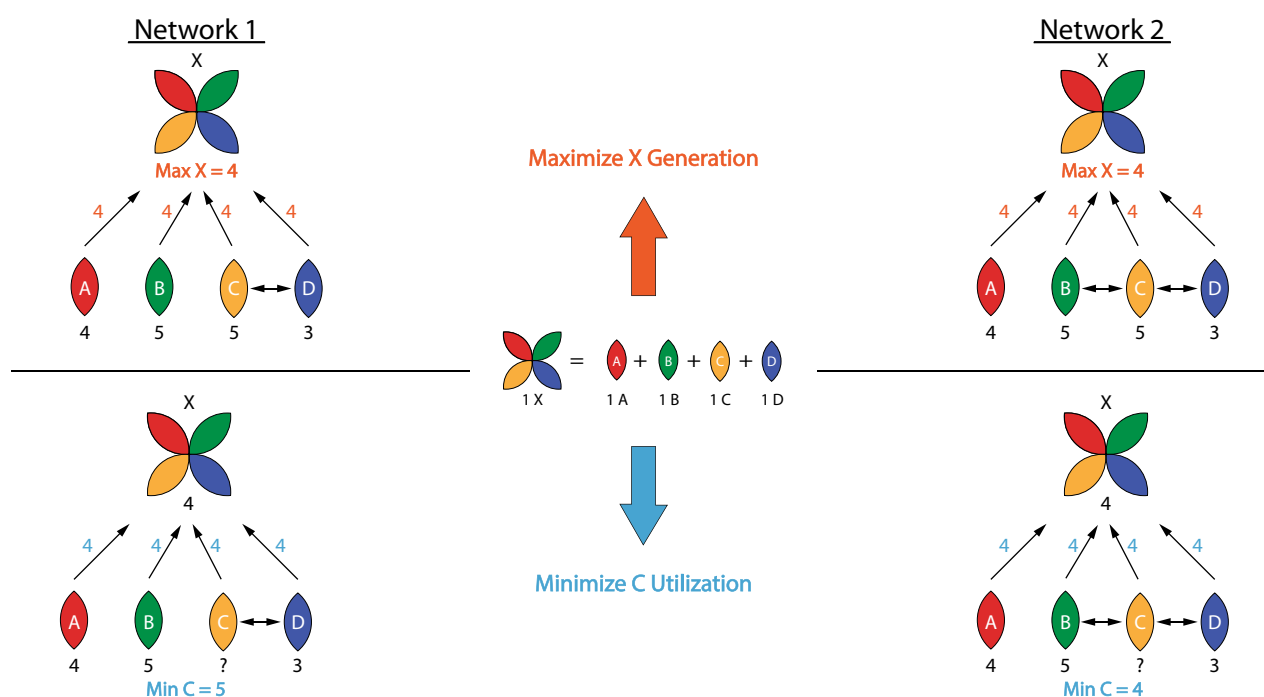 Network 1
X
Max X = 4
4 4 4 4
A B C D
4 5 5 3
X
4
4 4 4 4
A B C D
4 5 ? 3
Min C = 5
Maximize X Generation
= A + B + C + D
1 X 1 A 1 B 1 C 1 D
Minimize C Utilization
Network 2
X
Max X = 4
4 4 4 4
A B C D
4 5 5 3
X
4
4 4 4 4
A B C D
4 5 ? 3
Min C = 4